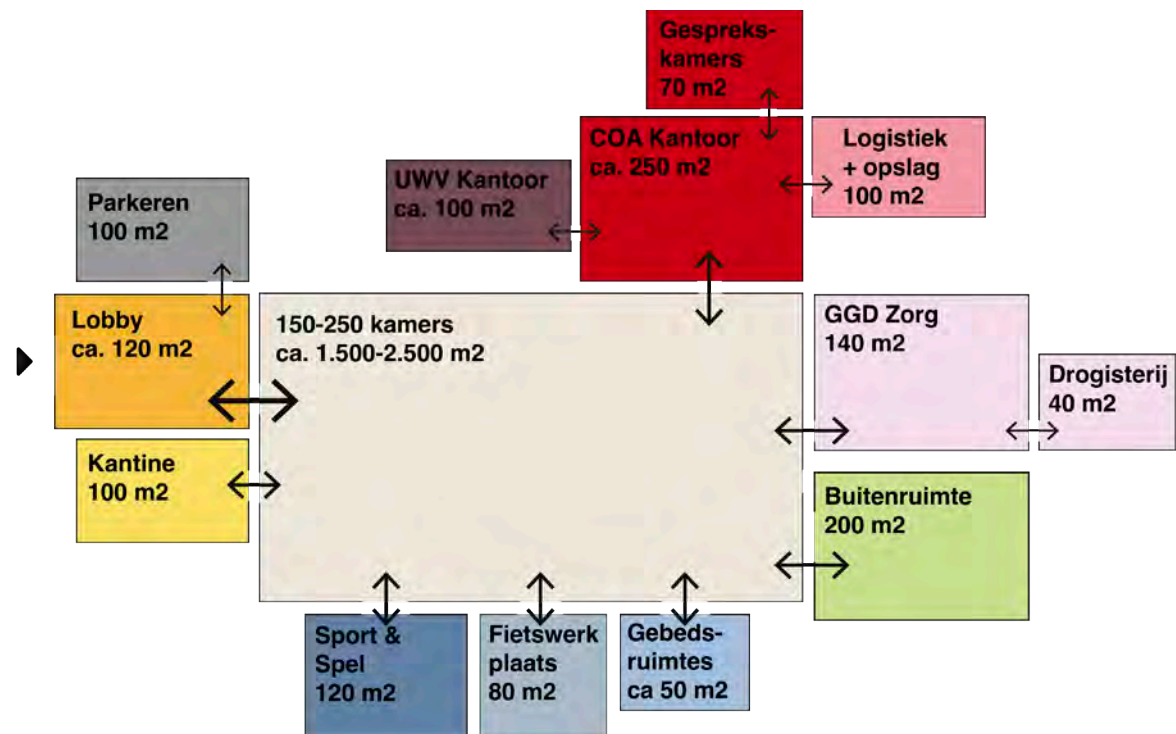 Gespreks-
kamers
70 m2
COA Kantoor
ca. 250 m2
Logistiek
+ opslag
100 m2
UWV Kantoor
ca. 100 m2
Parkeren
100 m2
Lobby
ca. 120 m2
150-250 kamers
ca. 1.500-2.500 m2
GGD Zorg
140 m2
Drogisterij
40 m2
Kantine
100 m2
Buitenruimte
200 m2
Sport &
Spel
120 m2
Fietswerk
plaats
80 m2
Gebeds-
ruimtes
ca 50 m2